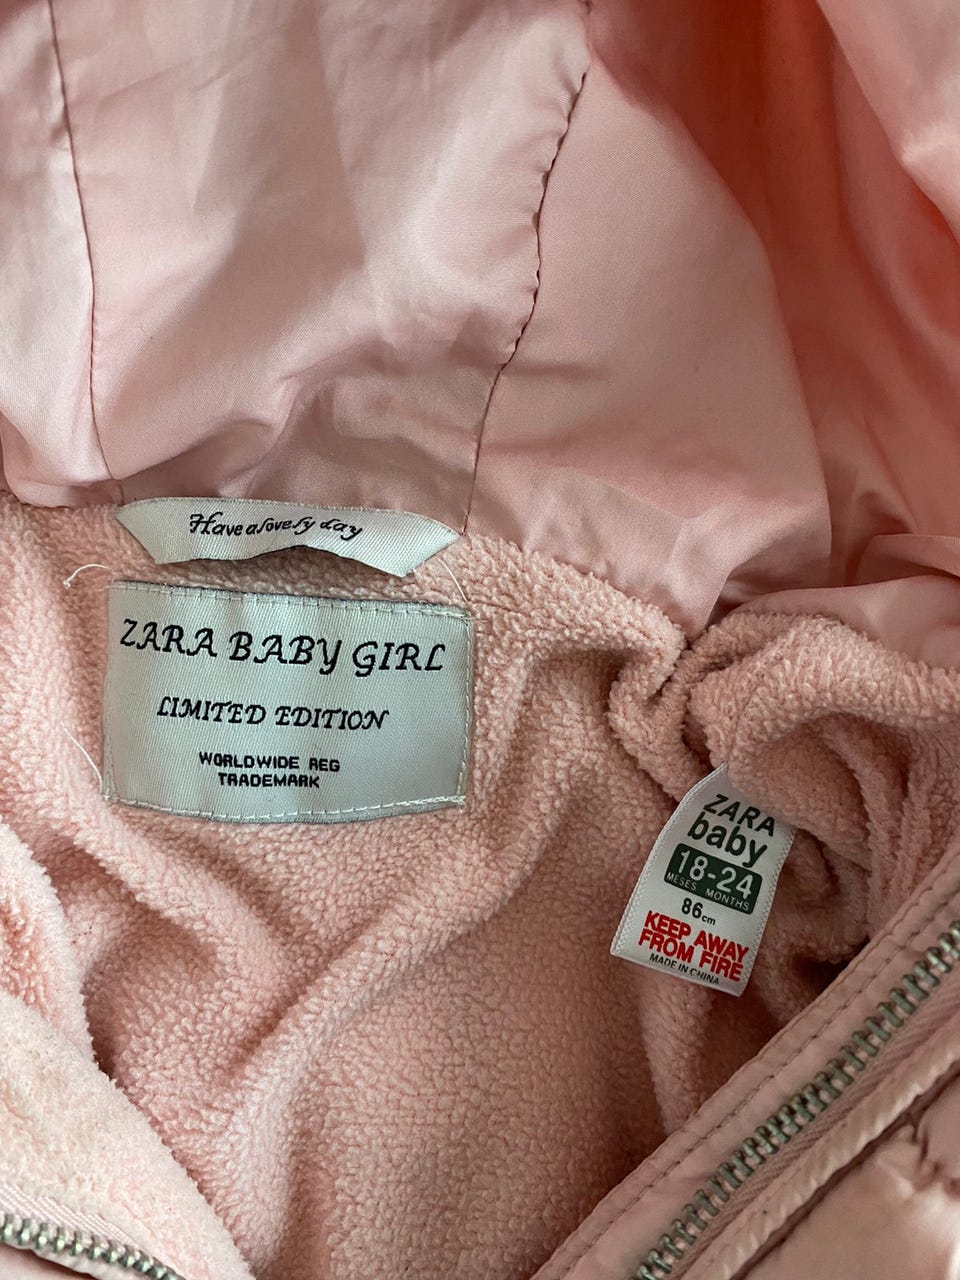 Have a lovely day
ZARA BABY GIRL
LIMITED EDITION
WORLDWIDE REG
TRADEMARK
ZARA
baby
18-24
MESES MONTHS
86cm
KEEP AWAY
FROM FIRE
MADE IN CHINA